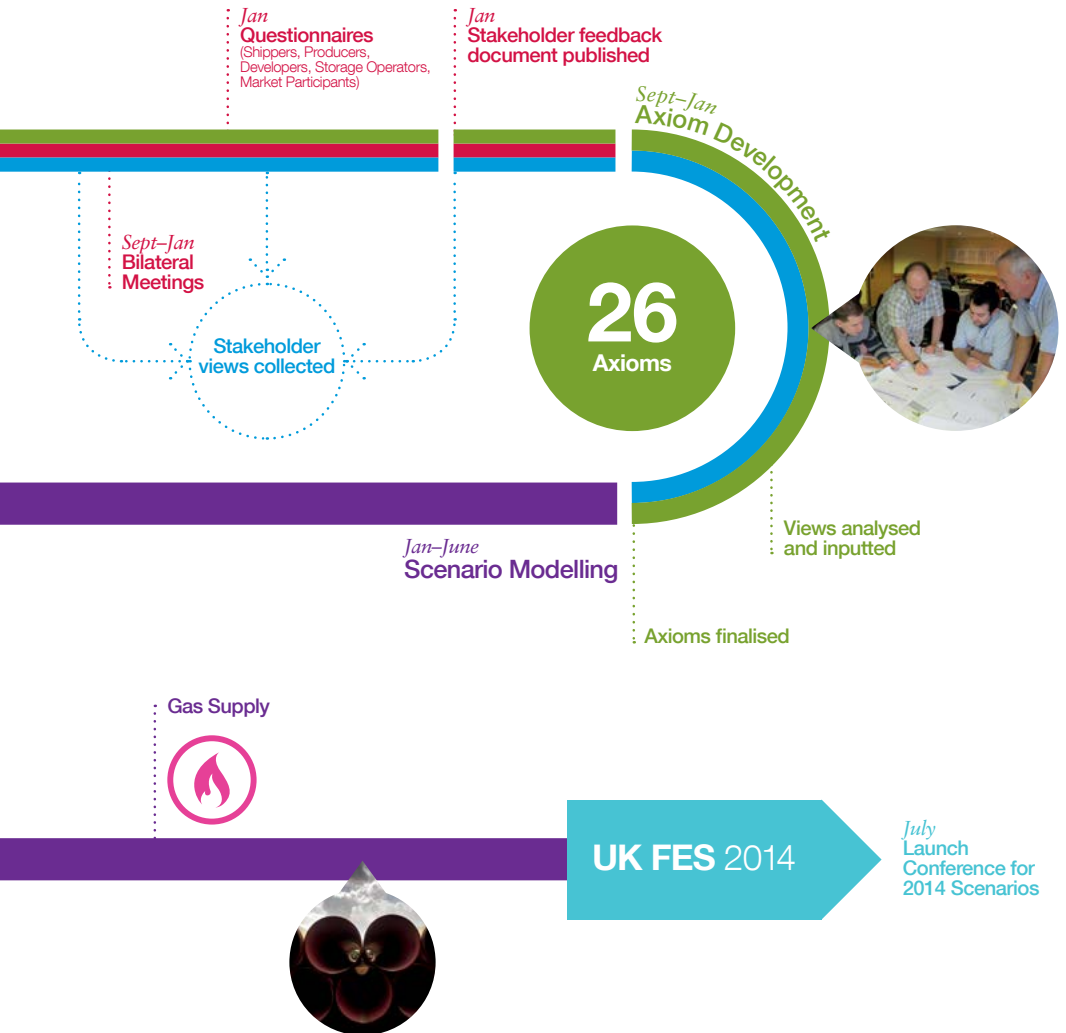 Jan
Questionnaires
(Shippers, Producers,
Developers, Storage Operators,
Market Participants)
Jan
Stakeholder feedback
document published
Sept–Jan
Axiom Development
Sept–Jan
Bilateral
Meetings
Stakeholder
views collected
26
Axioms
Views analysed
and inputted
Jan–June
Scenario Modelling
Axioms finalised
Gas Supply
UK FES 2014
July
Launch
Conference for
2014 Scenarios